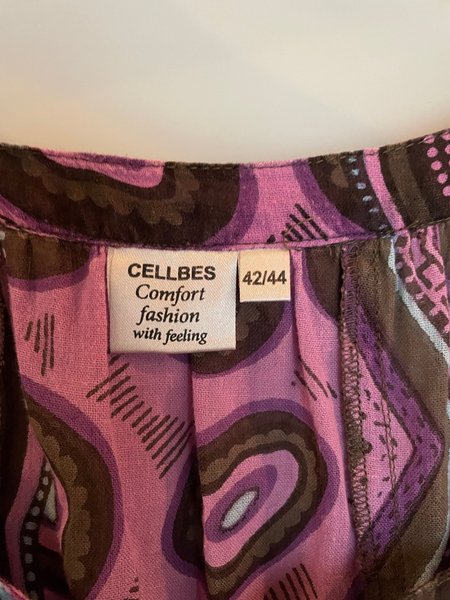 CELLBES
Comfort
fashion
with feeling
42/44